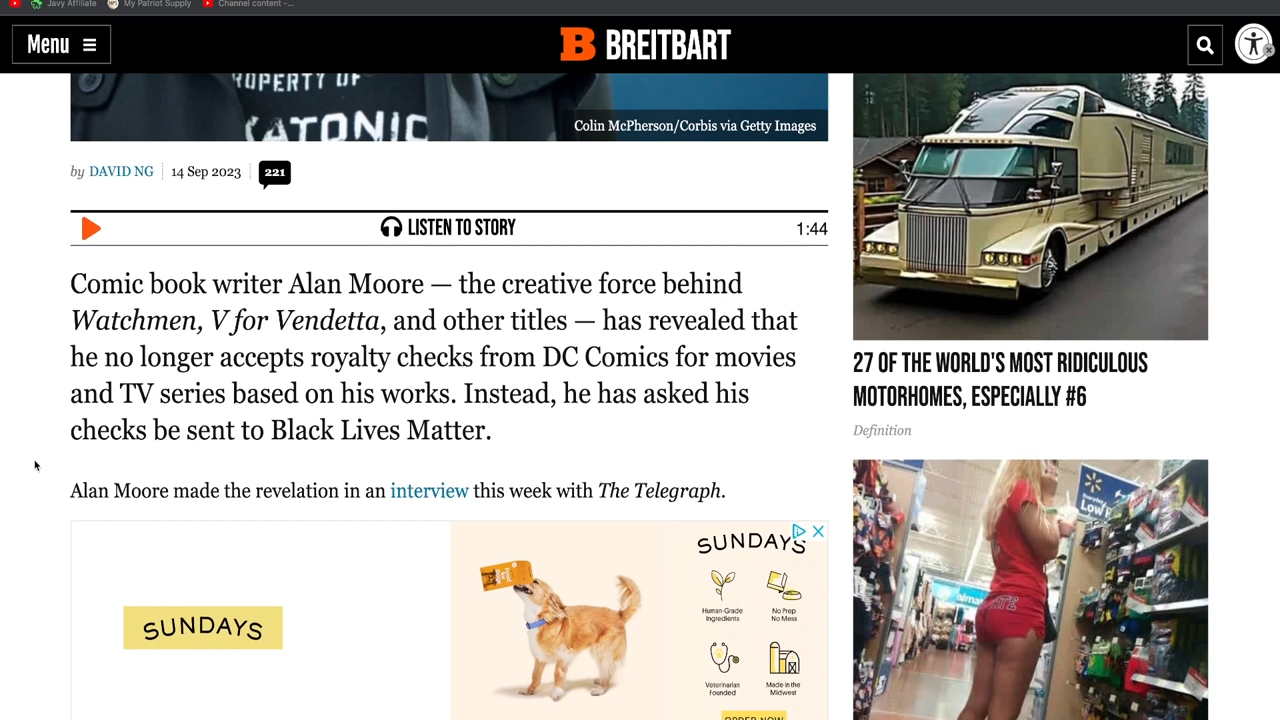 Javy Affiliate My Patriot Supply Channel content -...
Menu
BREITBART
ROPERTY OF
KATONIC
Colin McPherson/Corbis via Getty Images
by DAVID NG 14 Sep 2023 221
LISTEN TO STORY 1:44
Comic book writer Alan Moore — the creative force behind
Watchmen, V for Vendetta, and other titles — has revealed that
he no longer accepts royalty checks from DC Comics for movies
and TV series based on his works. Instead, he has asked his
checks be sent to Black Lives Matter.
Alan Moore made the revelation in an interview this week with The Telegraph.
SUNDAYS
SUNDAYS
Human-Grade
Ingredients
No Prep
No Mess
Veterinarian
Founded
Made in the
Midwest
ORDER NOW
27 OF THE WORLD'S MOST RIDICULOUS
MOTORHOMES, ESPECIALLY #6
Definition
Walmart
Low